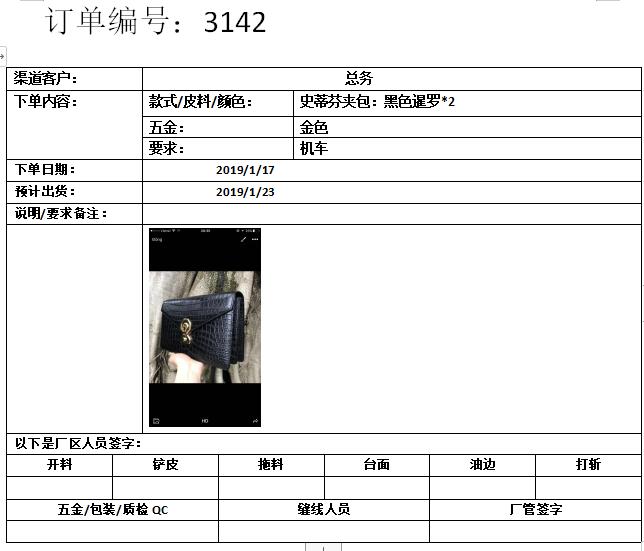 订单编号：3142
渠道客户： 总务
下单内容： 款式/皮料/颜色： 史蒂芬夹包：黑色暹罗*2
五金： 金色
要求： 机车
下单日期： 2019/1/17
预计出货： 2019/1/23
说明/要求备注：
HD
以下是厂区人员签字：
开料 铲皮 拖料 台面 油边 打斩
五金/包装/质检 QC 缝线人员 厂管签字